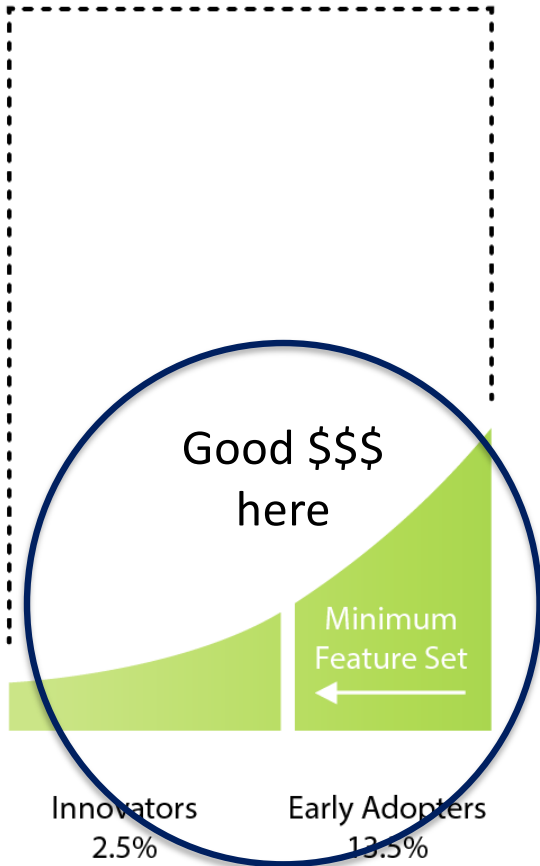 Good $$$
here
Minimum
Feature Set
Innovators
2.5%
Early Adopters
13.5%